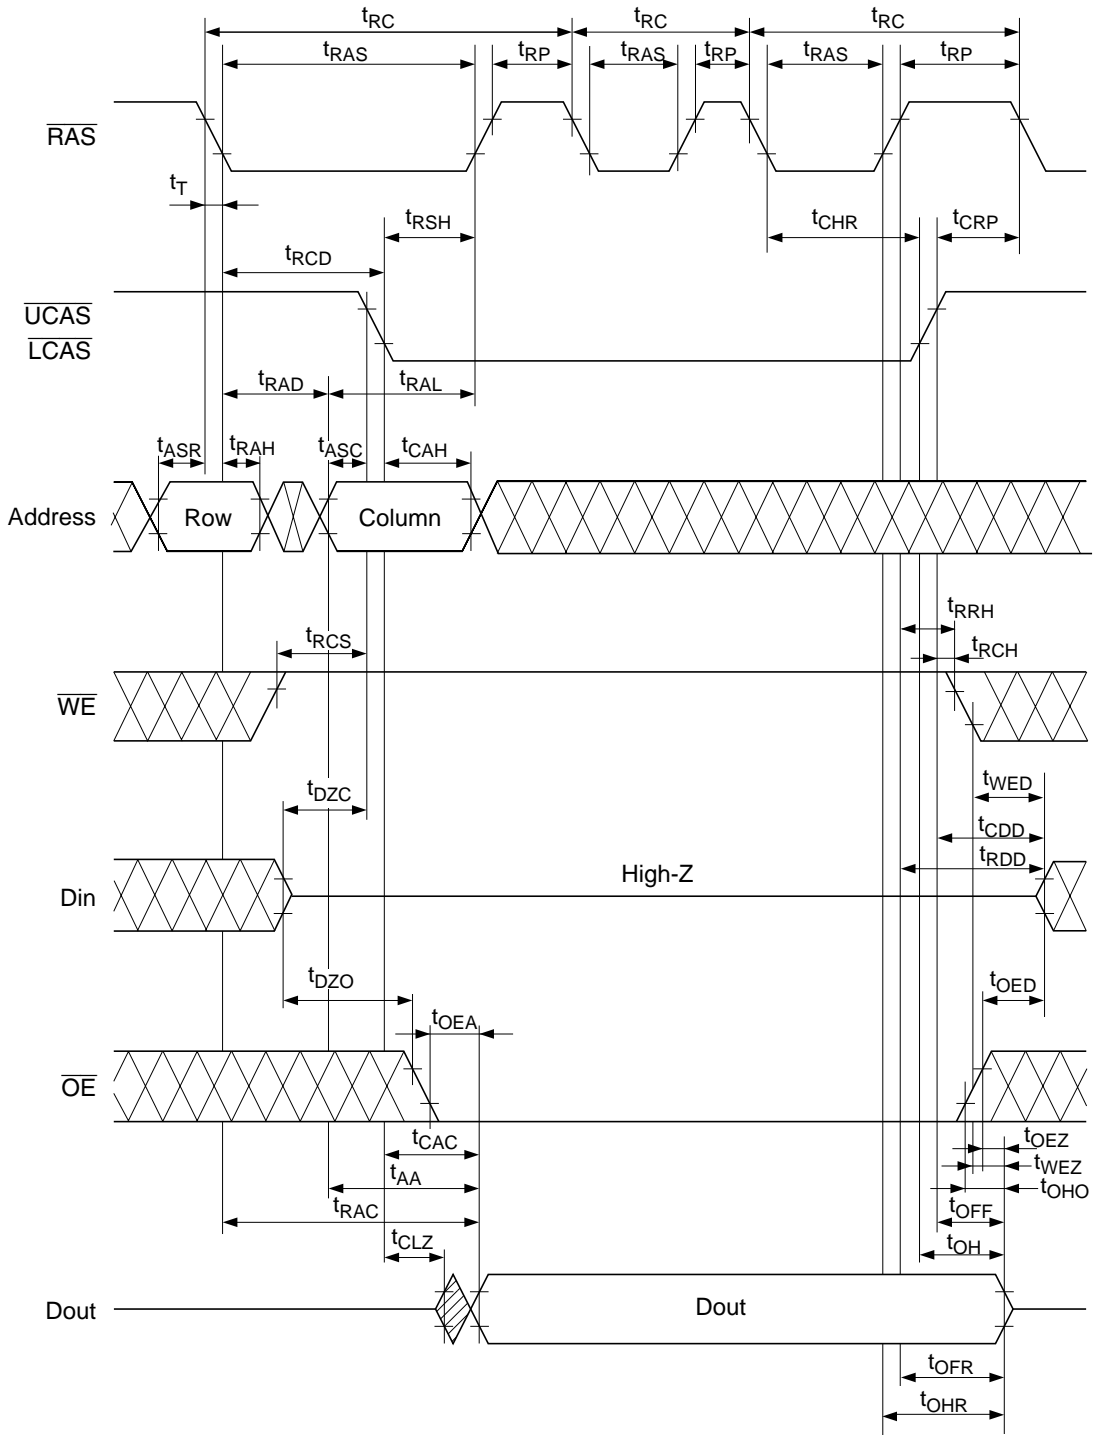 tRC tRC tRC
tRAS tRP tRAS tRP tRAS tRP
RAS
tT
tRSH tCHR tCRP
tRCD
UCAS
LCAS
tRAD tRAL
tASR tRAH tASC tCAH
Address Row Column
tRRH
tRCS tRCH
WE
tWED
tDZC
tCDD
tRDD
High-Z
Din
tDZO tOED
tOEA
OE
tCAC tOEZ
tWEZ
tAA tOHO
tRAC tOFF
tCLZ tOH
Dout Dout
tOFR
tOHR